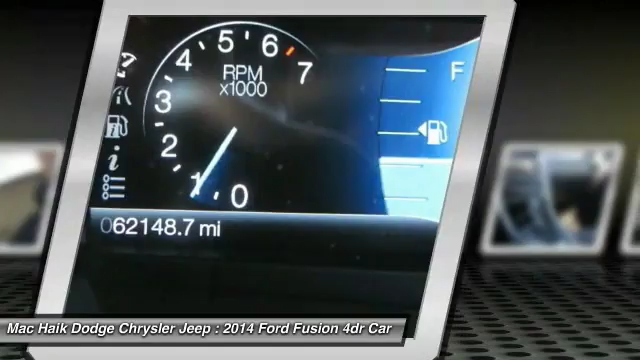 5
6
4
7
RPM
x1000
3
2
1
0
F
i
062148.7 mi
Mac Haik Dodge Chrysler Jeep : 2014 Ford Fusion 4dr Car